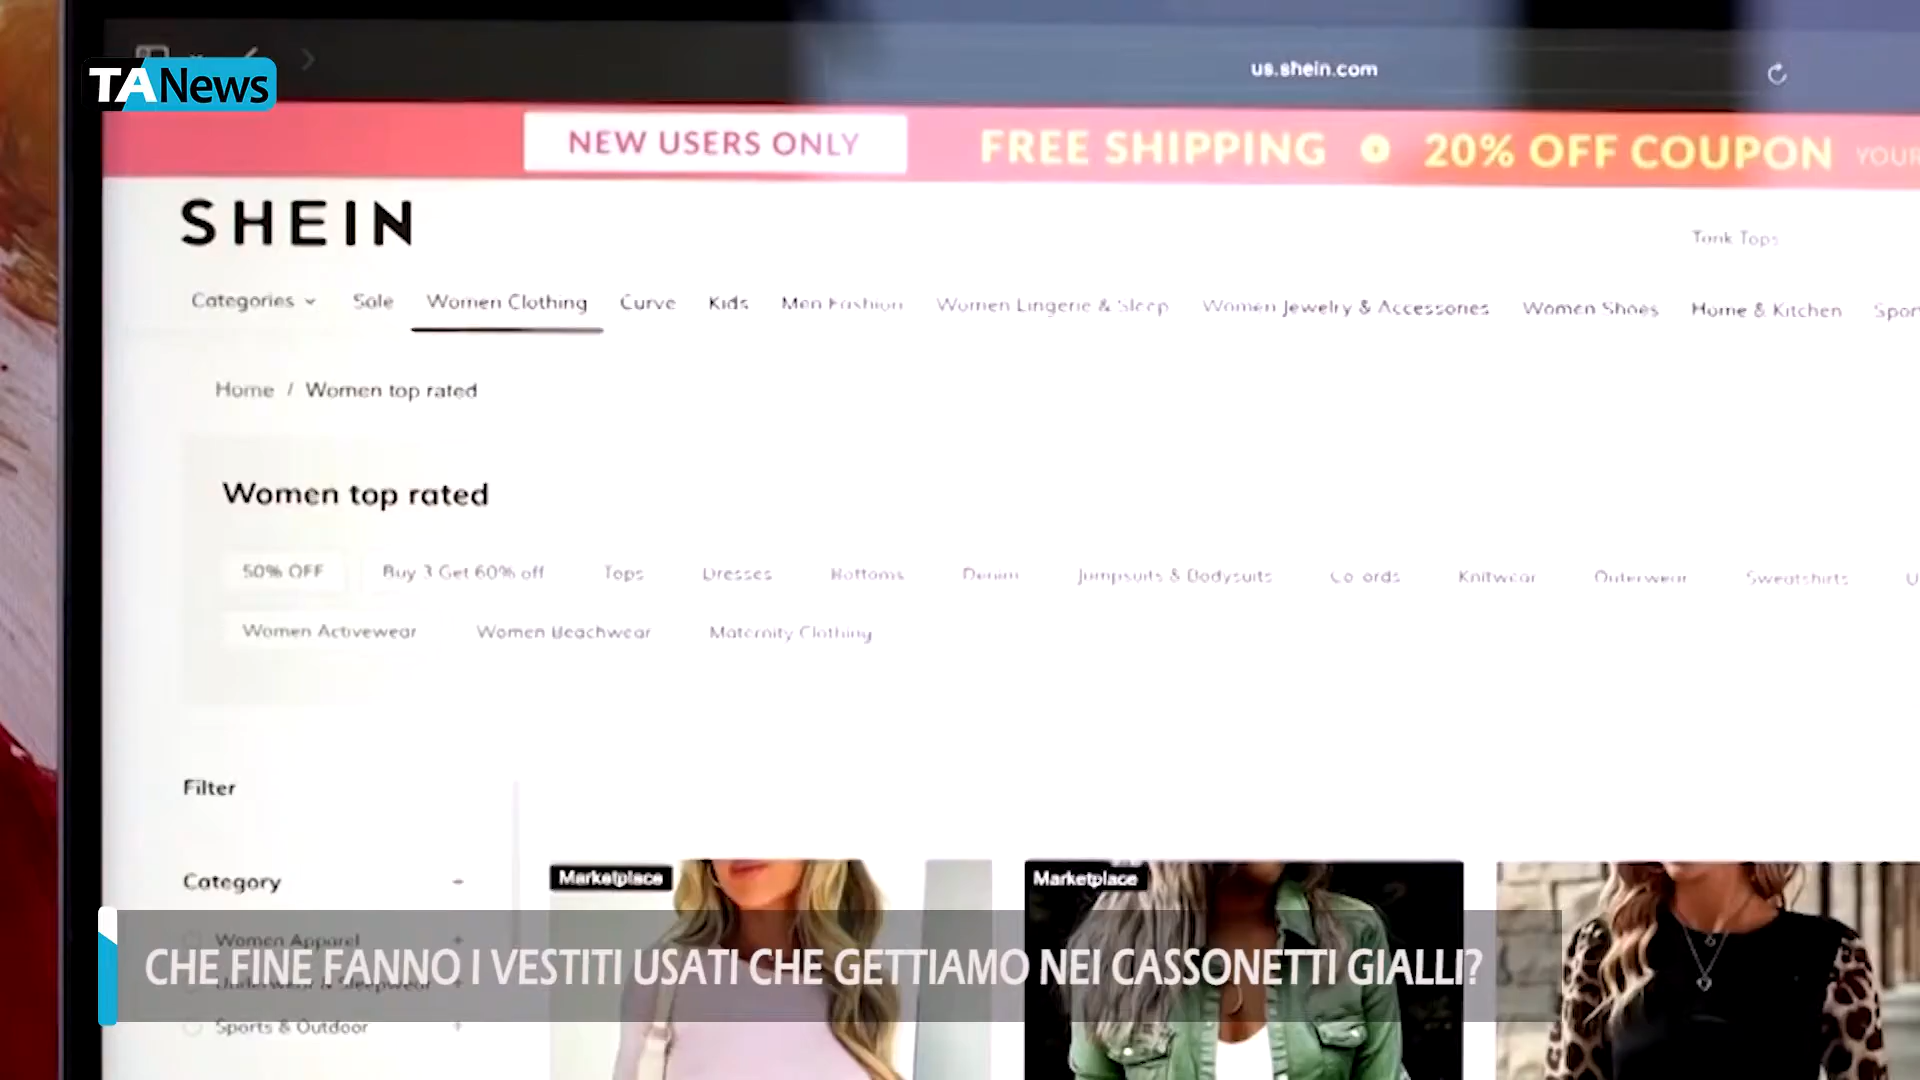 TANews
us.shein.com
NEW USERS ONLY FREE SHIPPING 20% OFF COUPON
SHEIN
Tank Tops
Categories Sale Women Clothing Curve Kids Men Fashion Women Lingerie & Sleep Women Jewelry & Accessories Women Shoes Home & Kitchen
Home / Women top rated
Women top rated
50% OFF Buy 3 Get 60% off Tops Dresses Bottoms Denim Jumpsuits & Bodysuits Co-ords Knitwear Outerwear Sweatshirts
Women Activewear Women Beachwear Maternity Clothing
Filter
Category -
Marketplace Marketplace
Women Apparel +
CHE FINE FANNO I VESTITI USATI CHE GETTIAMO NEI CASSONETTI GIALLI?
Sports & Outdoor +